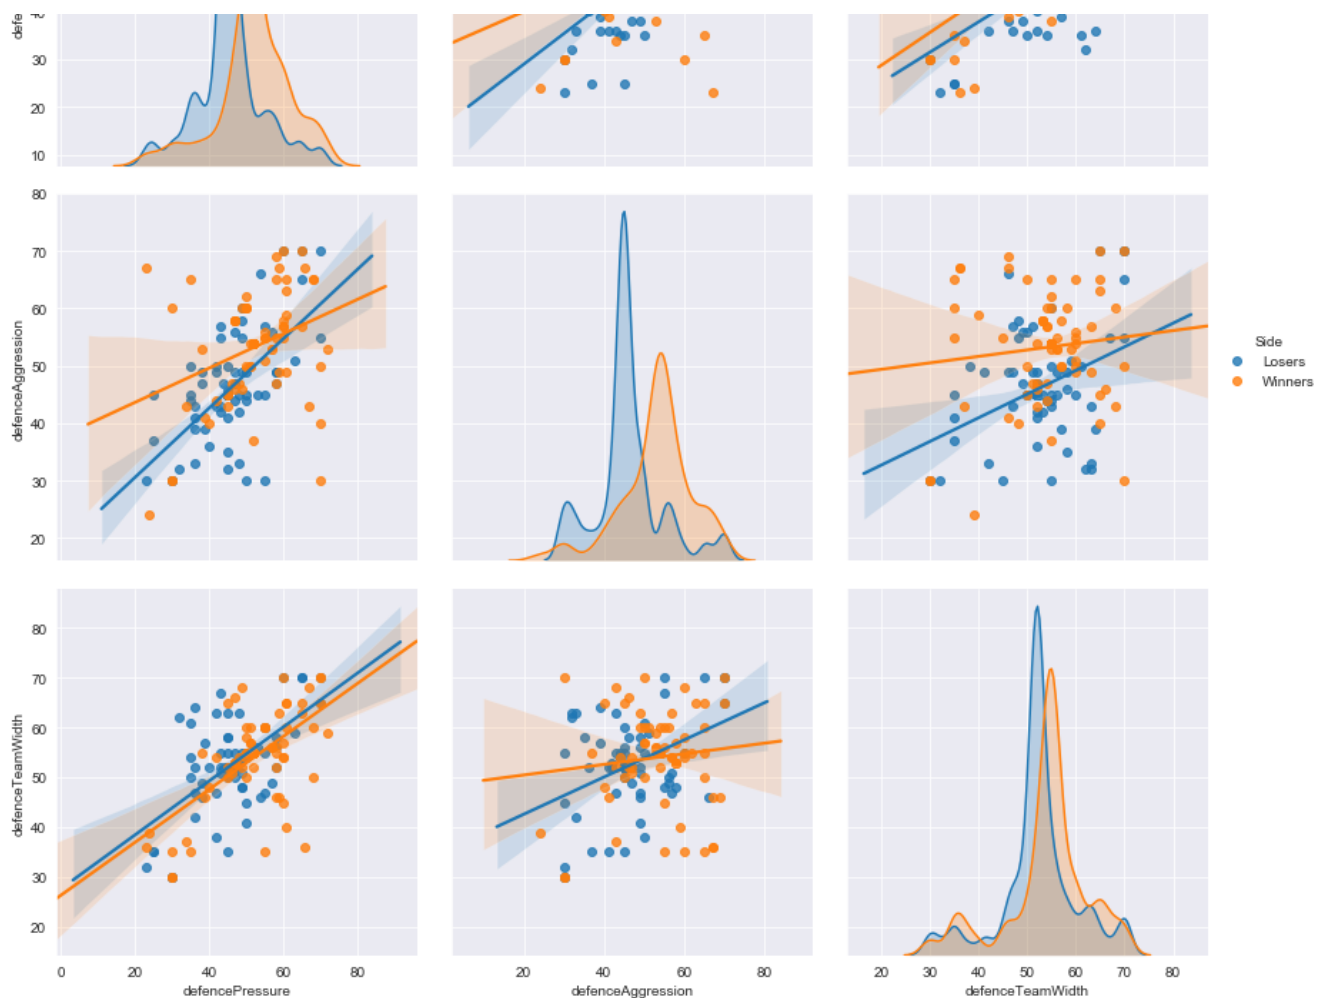 defe
40
30
20
10
80
70
60
50
40
30
20
defenceAggression
Side
Losers
Winners
80
70
60
50
40
30
20
defenceTeamWidth
0 20 40 60 80
20 40 60 80
20 30 40 50 60 70 80
defencePressure
defenceAggression
defenceTeamWidth